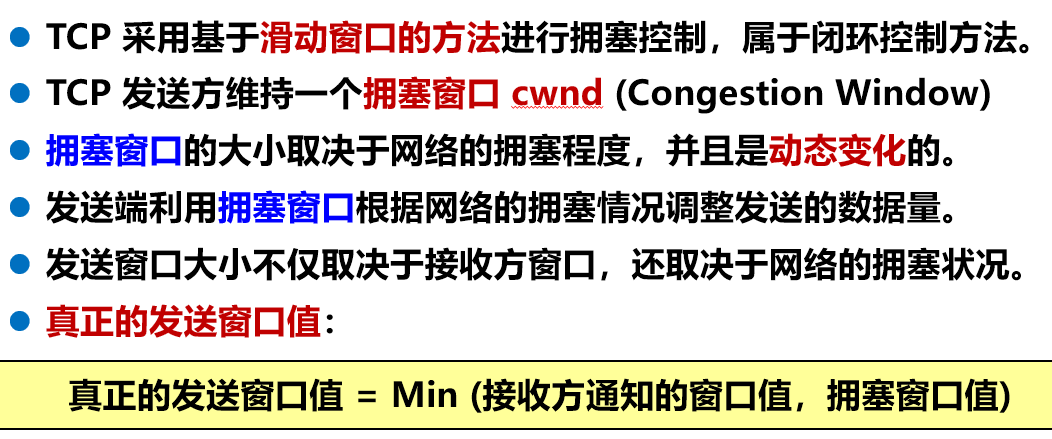 TCP 采用基于滑动窗口的方法进行拥塞控制，属于闭环控制方法。
TCP 发送方维持一个拥塞窗口 cwnd (Congestion Window)
拥塞窗口的大小取决于网络的拥塞程度，并且是动态变化的。
发送端利用拥塞窗口根据网络的拥塞情况调整发送的数据量。
发送窗口大小不仅取决于接收方窗口，还取决于网络的拥塞状况。
真正的发送窗口值：
真正的发送窗口值 = Min (接收方通知的窗口值，拥塞窗口值)